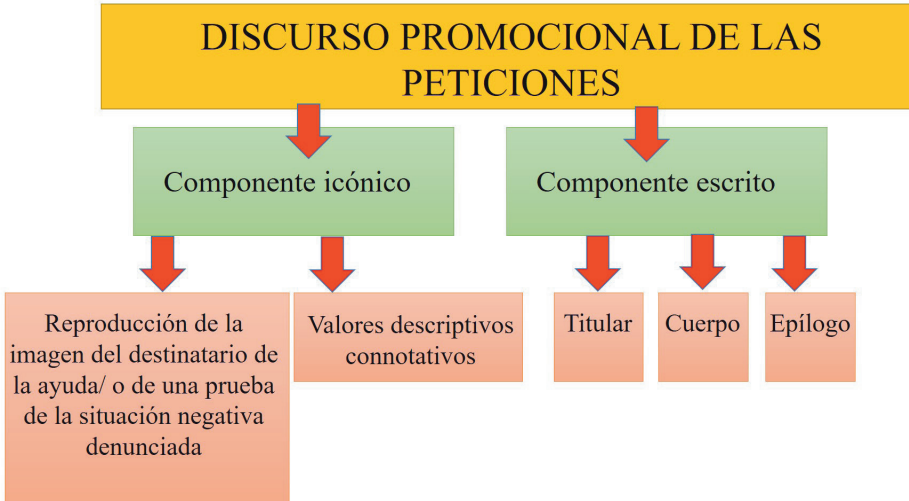 DISCURSO PROMOCIONAL DE LAS
PETICIONES
Componente icónico
Componente escrito
Reproducción de la
imagen del destinatario de
la ayuda/ o de una prueba
de la situación negativa
denunciada
Valores descriptivos
connotativos
Titular
Cuerpo
Epílogo